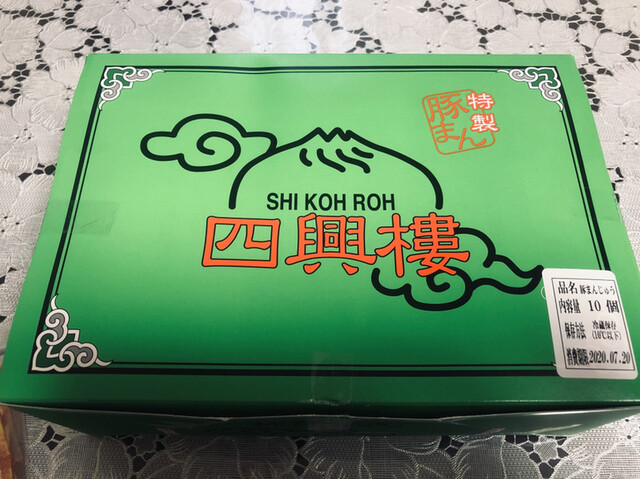 特製
豚まん
SHI KOH ROH
四興樓
品名 豚まんじゅう
内容量 10個
保存方法 冷蔵保存
(10℃以下)
消費期限 2020.07.20